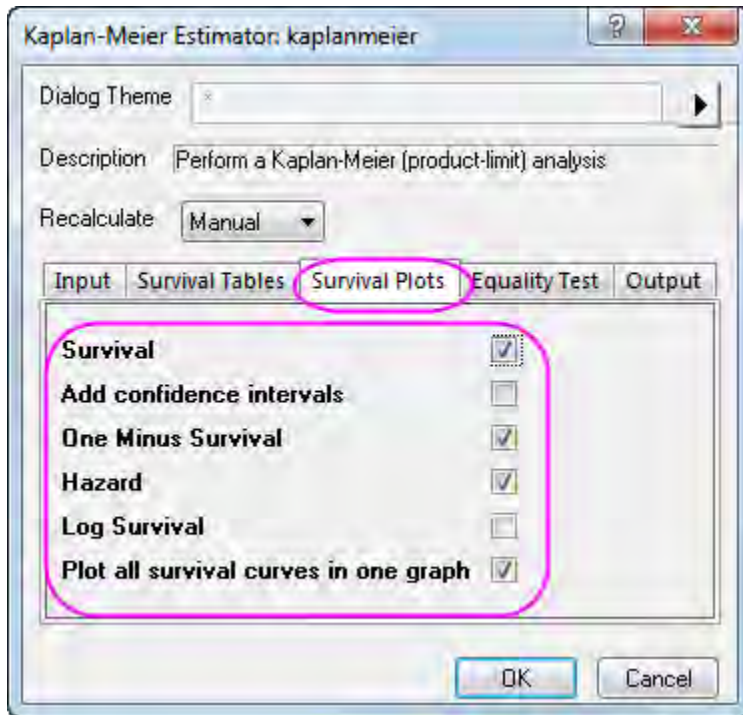 Kaplan-Meier Estimator: kaplanmeier
Dialog Theme *
Description Perform a Kaplan-Meier (product-limit) analysis
Recalculate Manual
Input Survival Tables Survival Plots Equality Test Output
Survival
Add confidence intervals
One Minus Survival
Hazard
Log Survival
Plot all survival curves in one graph
OK Cancel